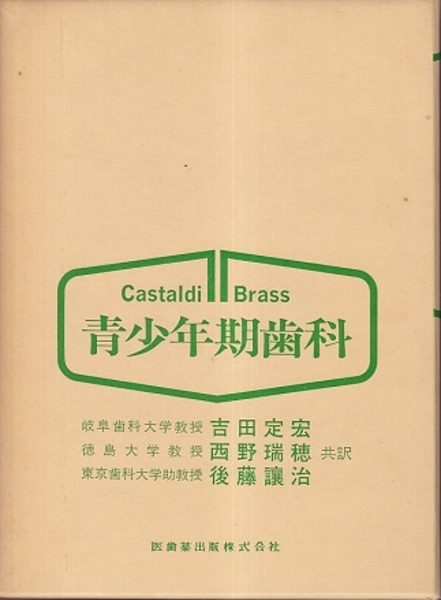 Castaldi Brass
青少年期歯科
岐阜歯科大学教授 吉田定宏
徳島大学教授 西野瑞穂 共訳
東京歯科大学助教授 後藤讓治
医歯薬出版株式会社